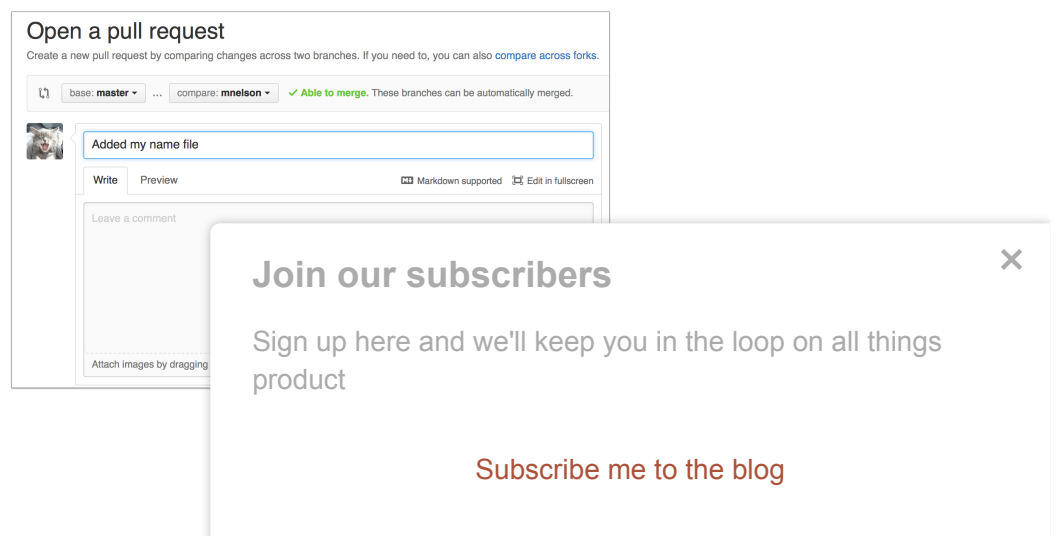 Open a pull request
Create a new pull request by comparing changes across two branches. If you need to, you can also compare across forks.
base: master ... compare: mnelson ✓ Able to merge. These branches can be automatically merged.
Added my name file
Write Preview Markdown supported Edit in fullscreen
Leave a comment
Attach images by dragging
Join our subscribers ×
Sign up here and we'll keep you in the loop on all things
product
Subscribe me to the blog